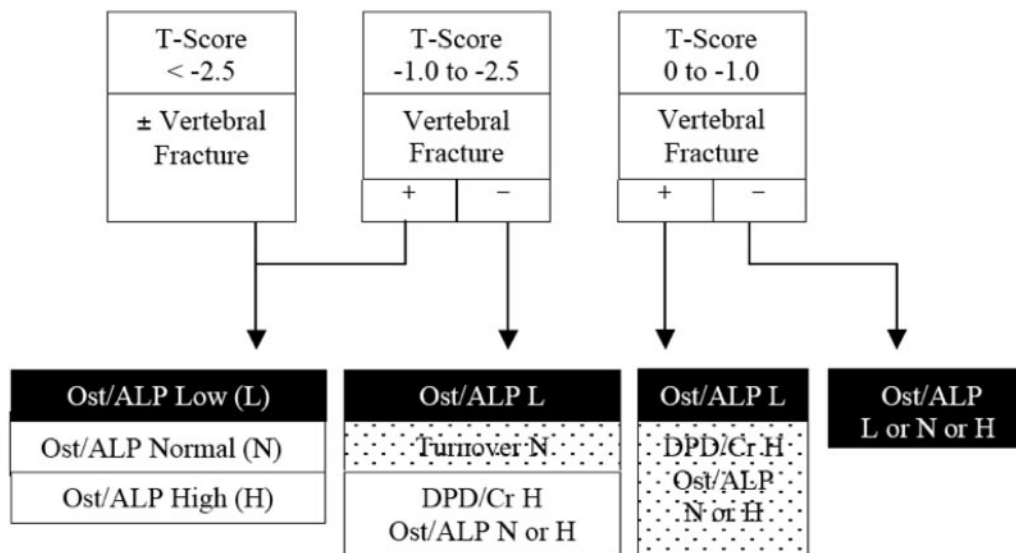 T-Score
< -2.5
± Vertebral
Fracture
T-Score
-1.0 to -2.5
Vertebral
Fracture
+ −
T-Score
0 to -1.0
Vertebral
Fracture
+ −
Ost/ALP Low (L)
Ost/ALP Normal (N)
Ost/ALP High (H)
Ost/ALP L
Turnover N
DPD/Cr H
Ost/ALP N or H
Ost/ALP L
DPD/Cr H
Ost/ALP
N or H
Ost/ALP
L or N or H